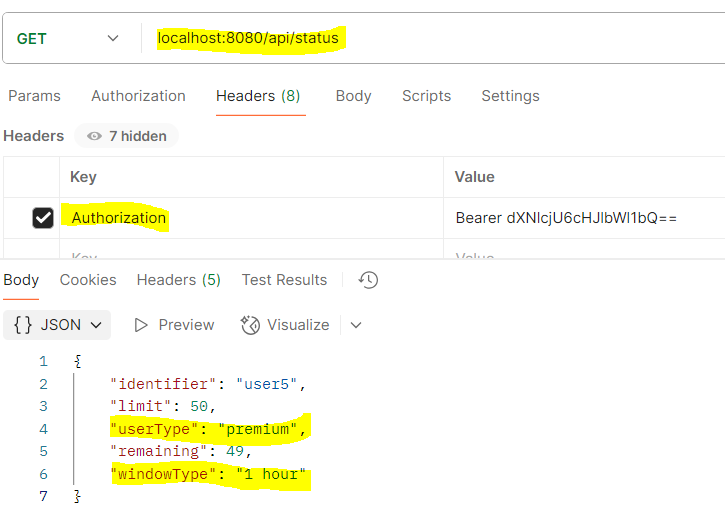 GET localhost:8080/api/status
Params Authorization Headers (8) Body Scripts Settings
Headers 7 hidden
Key Value
Authorization Bearer dXNlcjU6cHJlbWl1bQ==
Key Value
Body Cookies Headers (5) Test Results
{ } JSON Preview Visualize
1 {
2 "identifier": "user5",
3 "limit": 50,
4 "userType": "premium",
5 "remaining": 49,
6 "windowType": "1 hour"
7 }